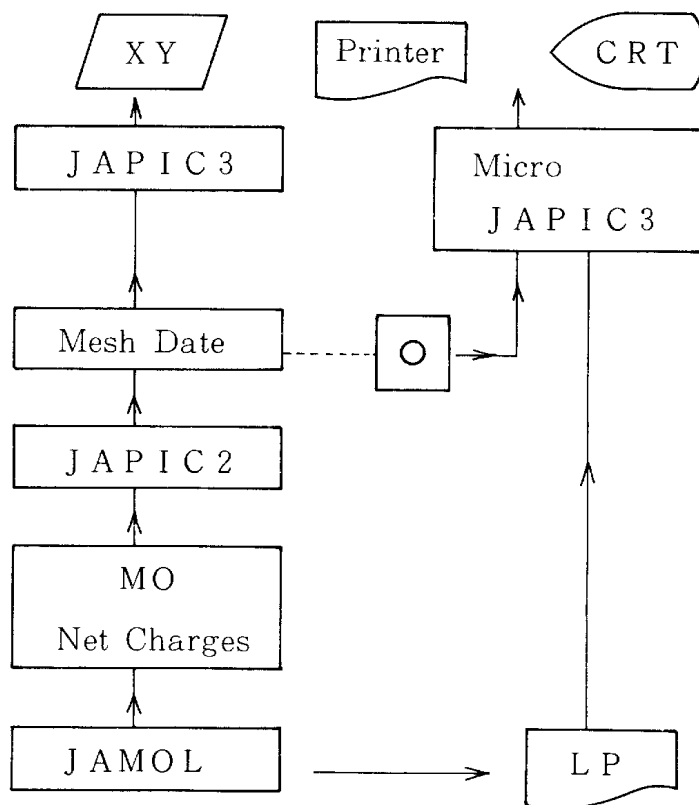 XY
Printer
CRT
JAPIC3
Micro
JAPIC3
Mesh Date
JAPIC2
MO
Net Charges
JAMOL
LP